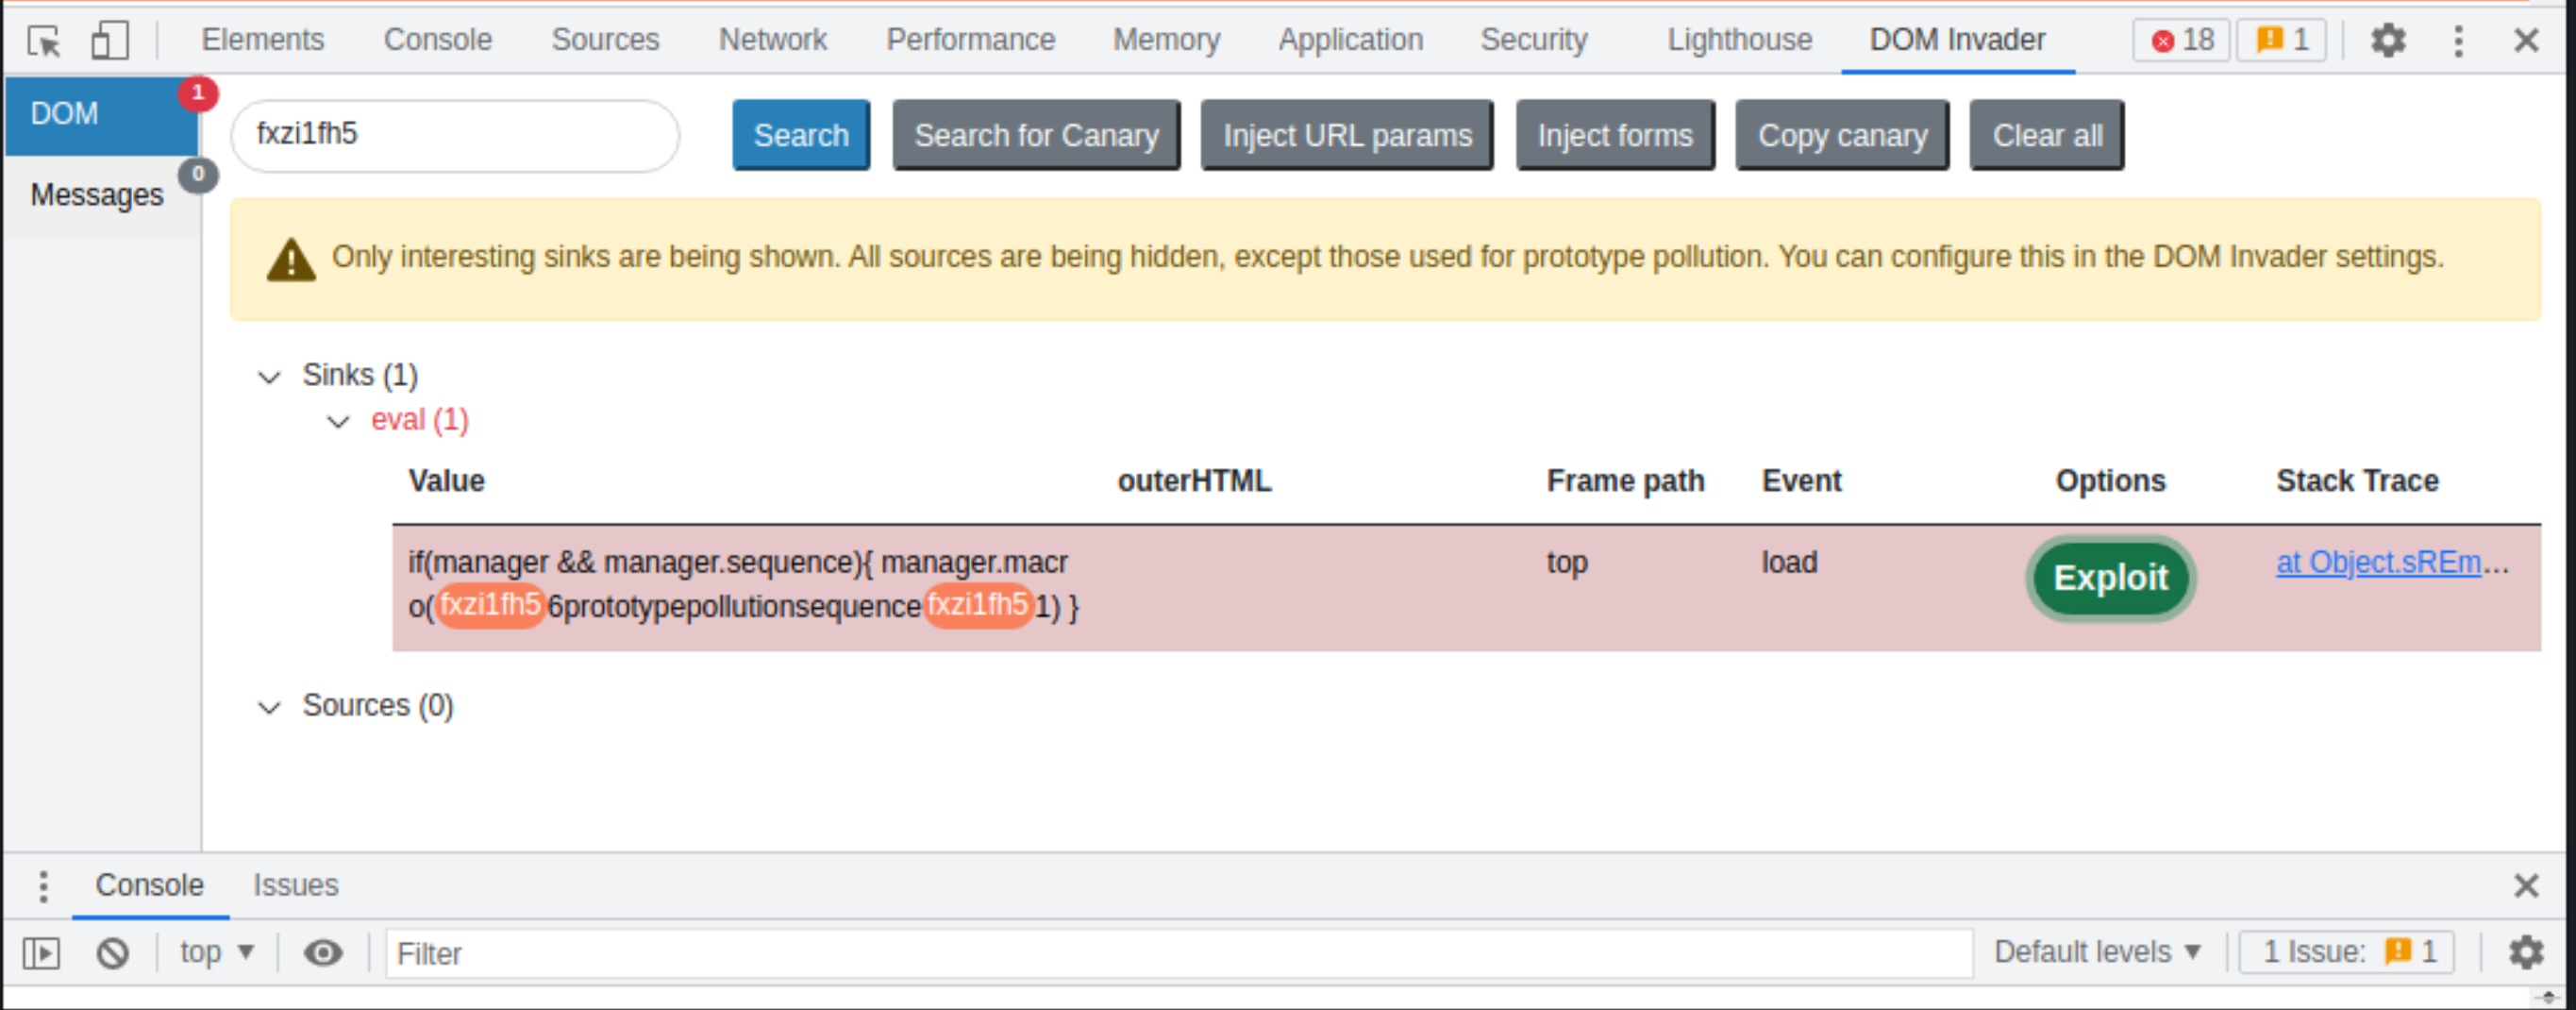 Elements Console Sources Network Performance Memory Application Security Lighthouse DOM Invader 18 1
DOM 1
Messages 0
fxzi1fh5 Search Search for Canary Inject URL params Inject forms Copy canary Clear all
Only interesting sinks are being shown. All sources are being hidden, except those used for prototype pollution. You can configure this in the DOM Invader settings.
Sinks (1)
eval (1)
Value outerHTML Frame path Event Options Stack Trace
if(manager && manager.sequence){ manager.macr
o(fxzi1fh56prototypepollutionsequencefxzi1fh51) }
top load Exploit at Object.sREm...
Sources (0)
Console Issues
top Filter Default levels 1 Issue: 1